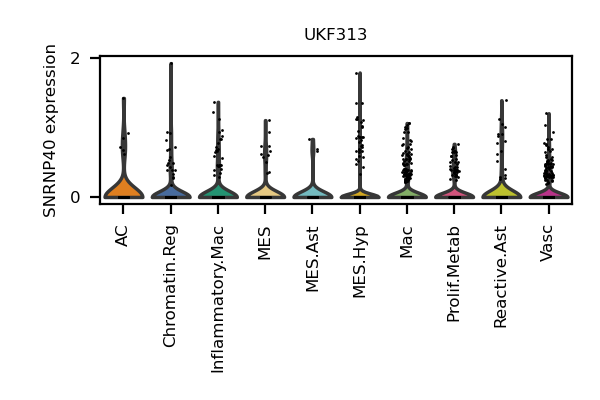 UKF313
SNRNP40 expression
2
0
AC
Chromatin.Reg
Inflammatory.Mac
MES
MES.Ast
MES.Hyp
Mac
Prolif.Metab
Reactive.Ast
Vasc